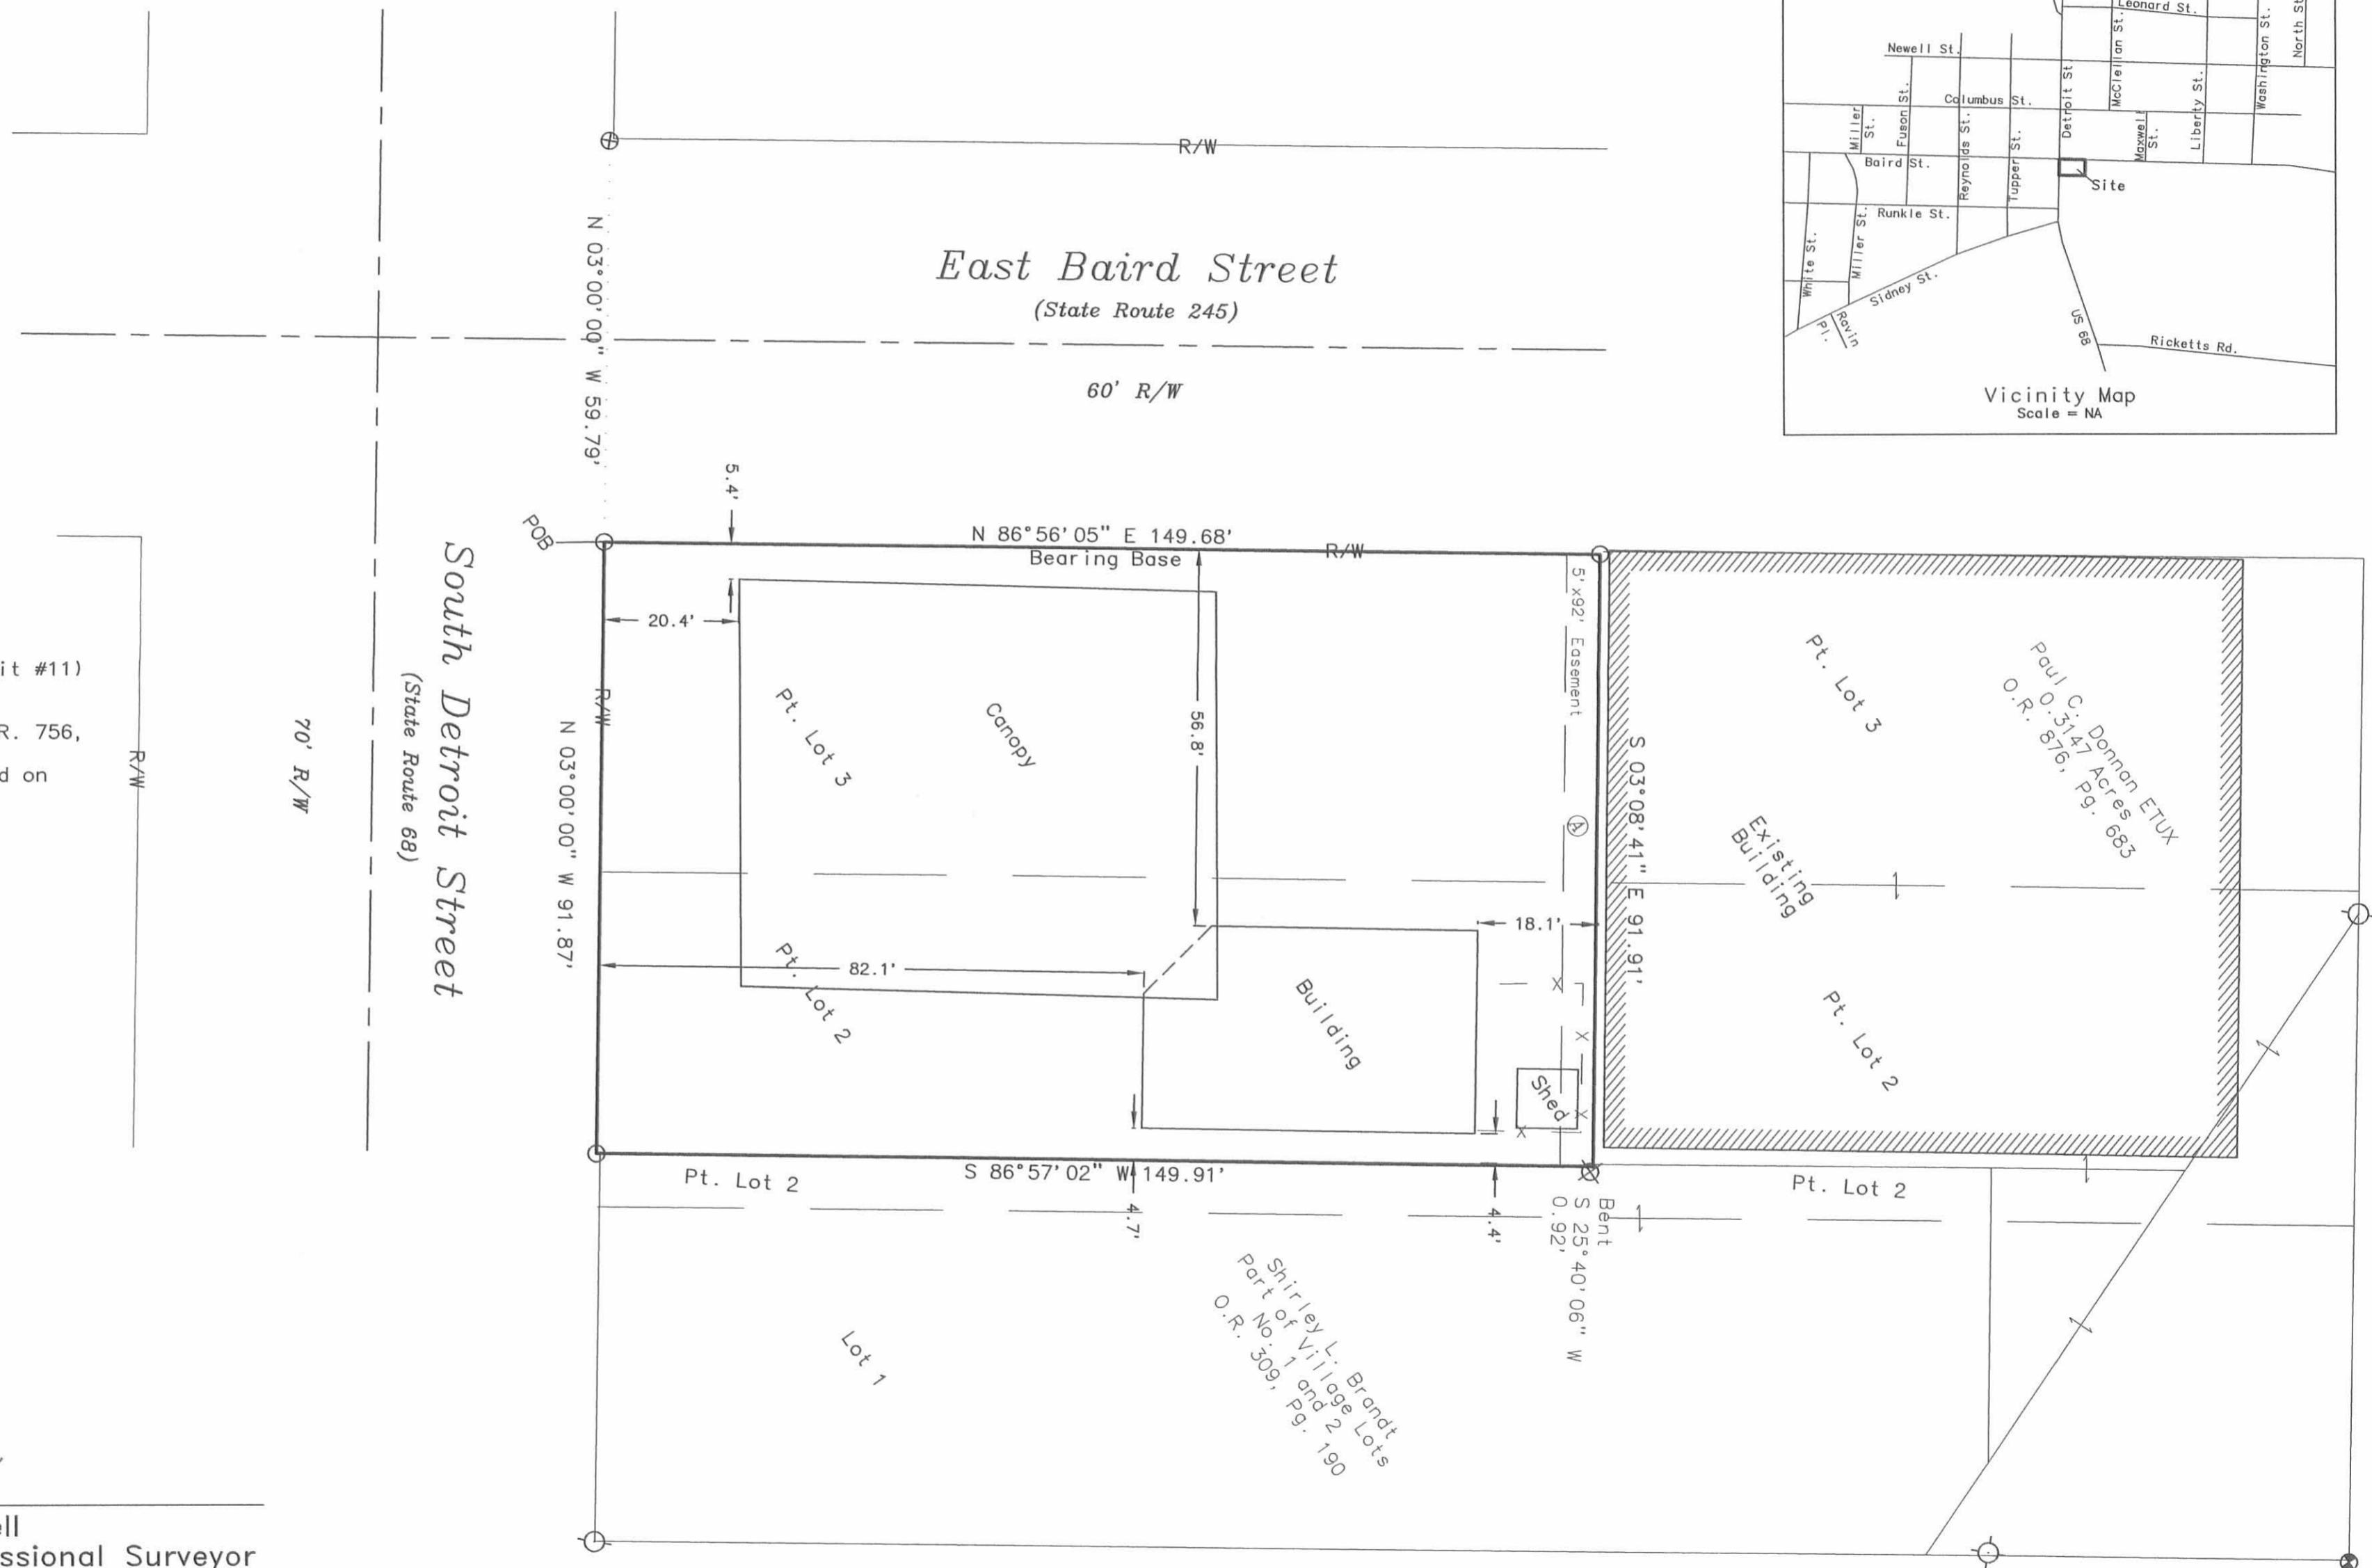 Leonard St.
Newell St.
McClellan St.
Washington St.
North St
Columbus St.
Detroit St.
Liberty St.
Miller
St.
Fuson St.
Reynolds St.
Tupper St.
Maxwell
St.
Baird St.
Site
Runkle St.
White St.
Miller St.
Sidney St.
Ravin
Pl.
US 68
Ricketts Rd.
Vicinity Map
Scale = NA
R/W
N 03°00'00" W 59.79'
East Baird Street
(State Route 245)
60' R/W
5.4'
POB
N 86°56'05" E 149.68'
R/W
Bearing Base
20.4'
5'x92' Easement
South Detroit Street
(State Route 68)
70' R/W
R/W
R/W
N 03°00'00" W 91.87'
Pt. Lot 3
Canopy
56.8'
A
S 03°08'41" E 91.91'
Pt. Lot 3
Paul C. Donnan ETUX
0.3147 Acres
O.R. 876, Pg. 683
Existing
Building
it #11)
R. 756,
d on
18.1'
82.1'
Pt. Lot 2
Building
X
X
X
X
Shed
Pt. Lot 2
Pt. Lot 2
S 86°57'02" W 149.91'
4.7'
4.4'
Bent
S 25°40'06" W
0.92'
Pt. Lot 2
Lot 1
Shirley L. Brandt
Part of Village Lots
No. 1 and 2
O.R. 309, Pg. 190
ell
ssional Surveyor